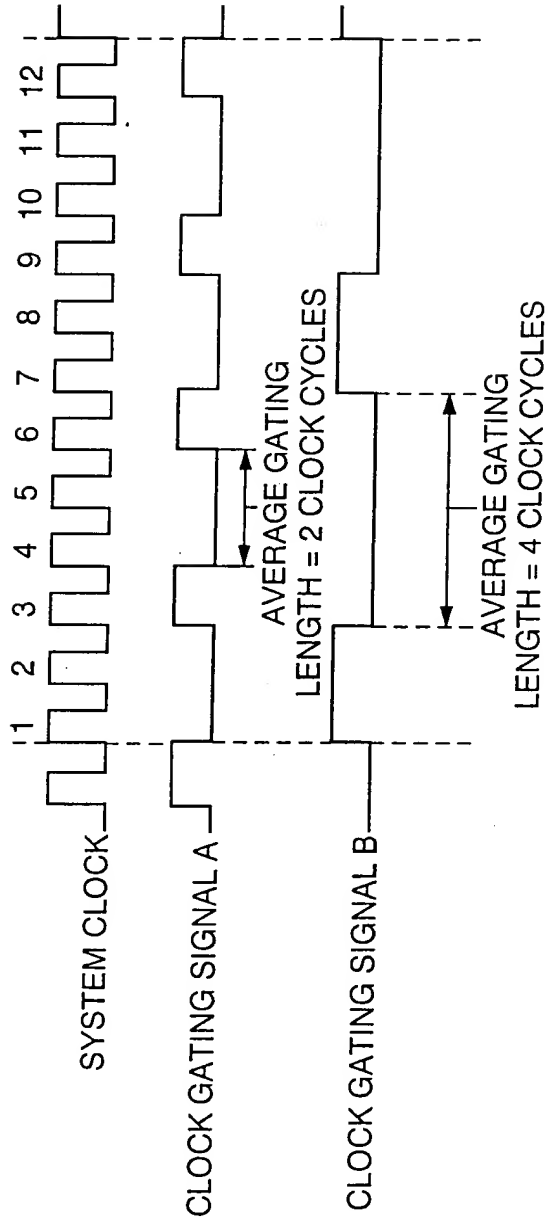 1 2 3 4 5 6 7 8 9 10 11 12
SYSTEM CLOCK
CLOCK GATING SIGNAL A
AVERAGE GATING
LENGTH = 2 CLOCK CYCLES
CLOCK GATING SIGNAL B
AVERAGE GATING
LENGTH = 4 CLOCK CYCLES